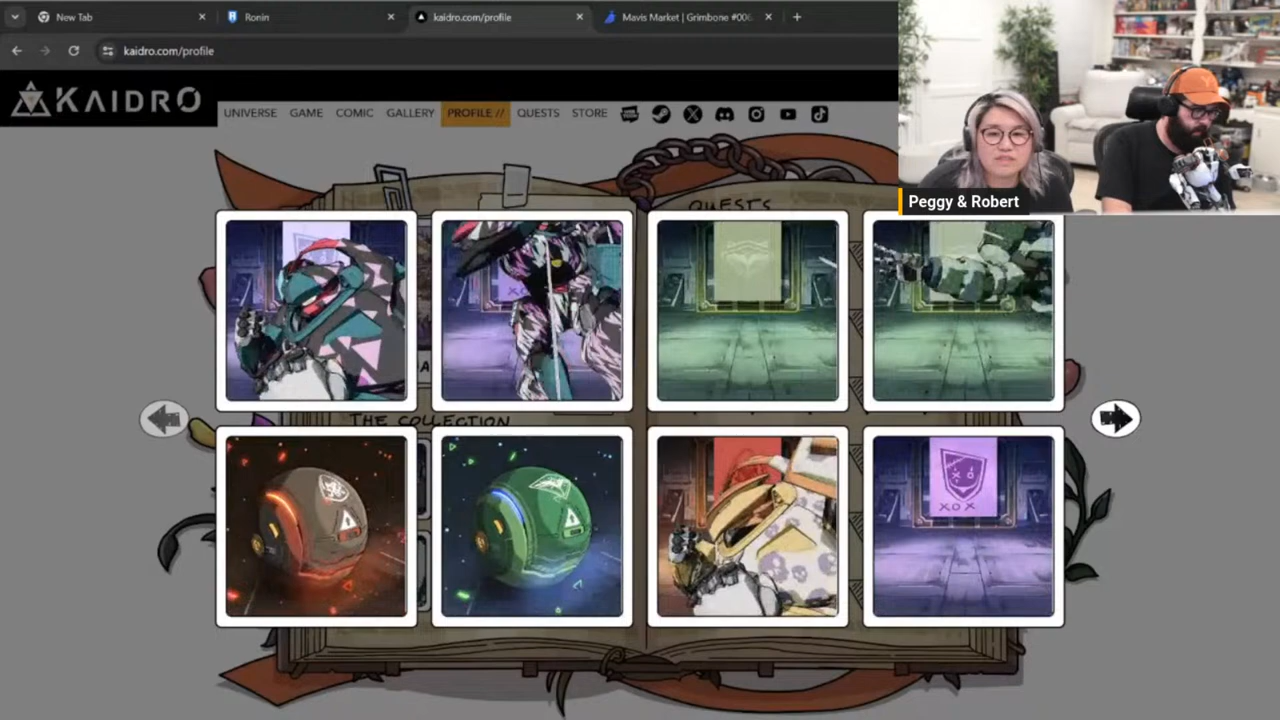 New Tab
Ronin
kaidro.com/profile
Mavis Market | Grimbone #006
kaidro.com/profile
KAIDRO
UNIVERSE GAME COMIC GALLERY PROFILE // QUESTS STORE
Peggy & Robert
QUESTS
THE COLLECTION
XOX